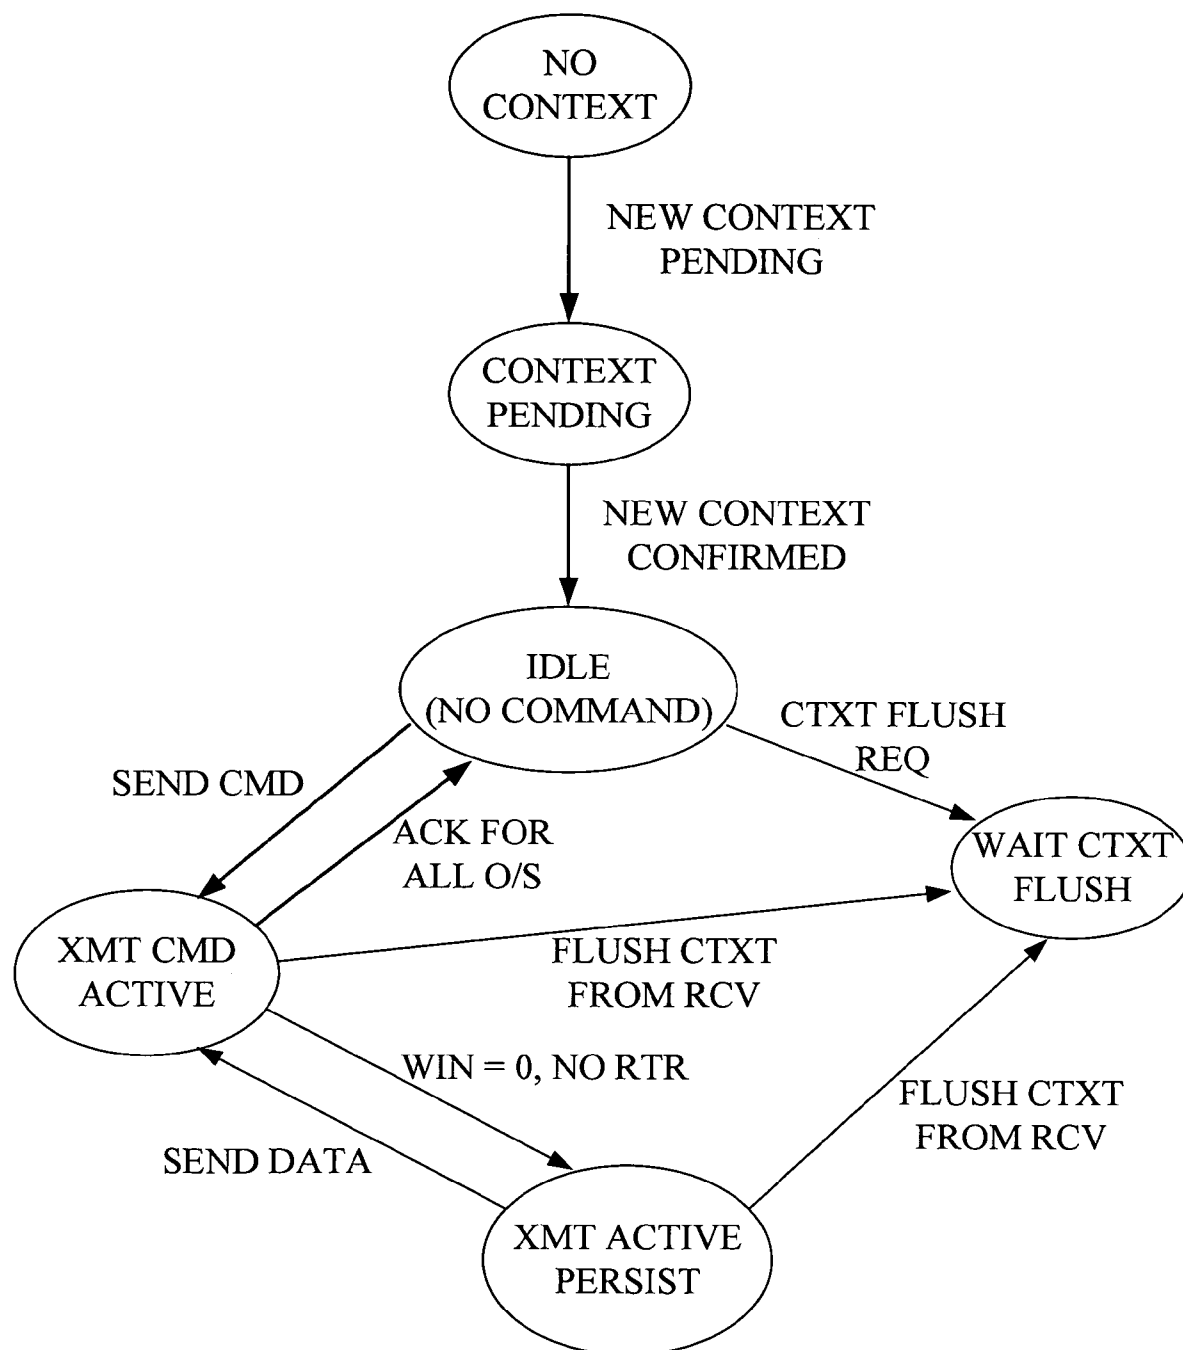 NO
CONTEXT
NEW CONTEXT
PENDING
CONTEXT
PENDING
NEW CONTEXT
CONFIRMED
IDLE
(NO COMMAND)
CTXT FLUSH
REQ
SEND CMD
ACK FOR
ALL O/S
WAIT CTXT
FLUSH
XMT CMD
ACTIVE
FLUSH CTXT
FROM RCV
WIN = 0, NO RTR
FLUSH CTXT
FROM RCV
SEND DATA
XMT ACTIVE
PERSIST